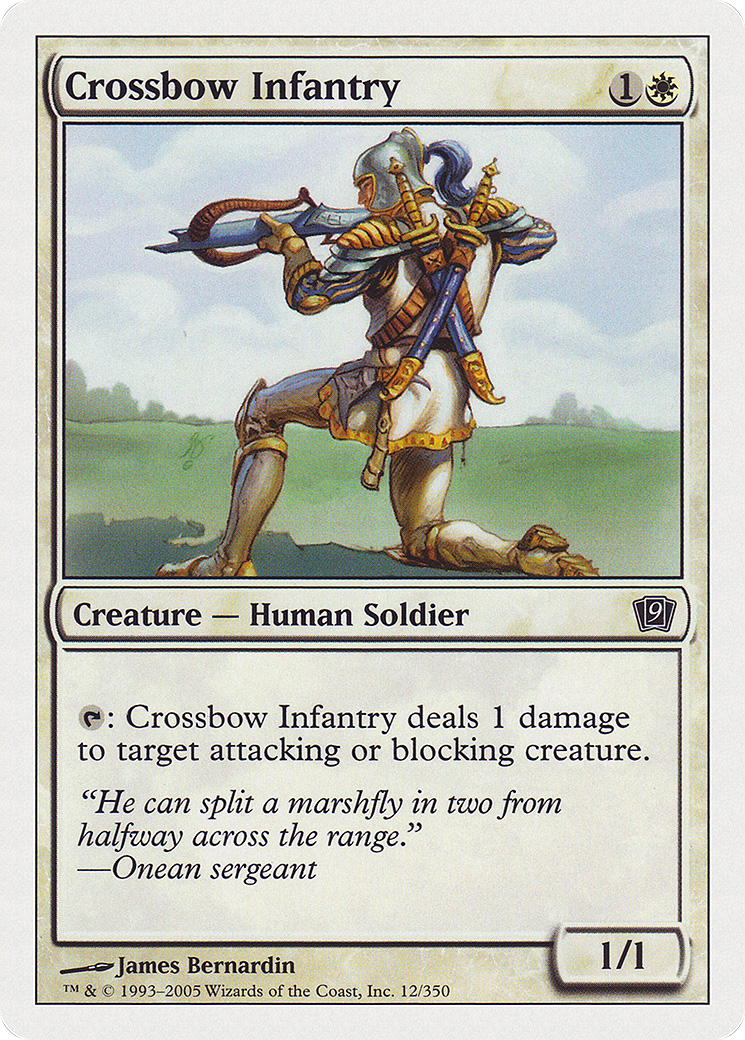 Crossbow Infantry 1
Creature — Human Soldier 9
: Crossbow Infantry deals 1 damage
to target attacking or blocking creature.
“He can split a marshfly in two from
halfway across the range.”
—Onean sergeant
1/1
James Bernardin
™ & © 1993–2005 Wizards of the Coast, Inc. 12/350